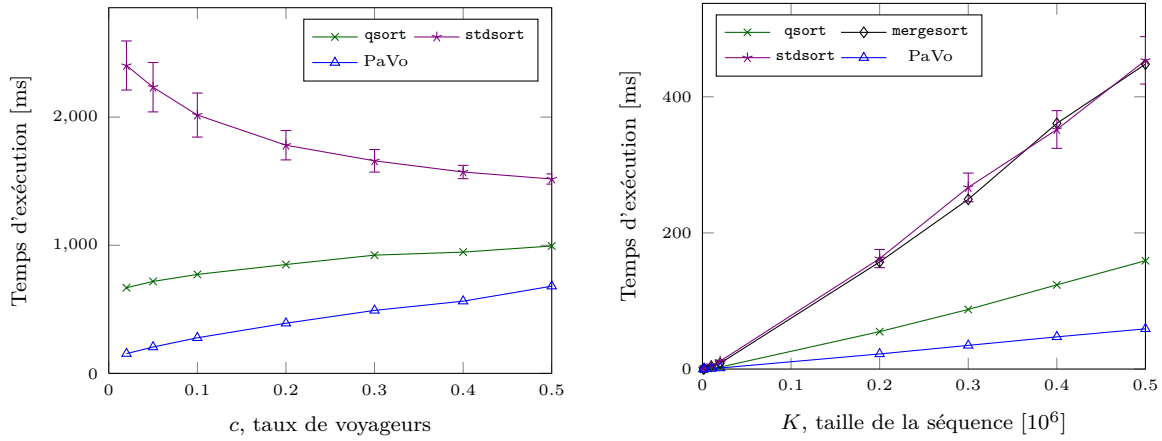 qsort stdsort
PaVo
2,000
1,000
0
0 0.1 0.2 0.3 0.4 0.5
Temps d'exécution [ms]
c, taux de voyageurs
qsort mergesort
stdsort PaVo
400
200
0
0 0.1 0.2 0.3 0.4 0.5
Temps d'exécution [ms]
K, taille de la séquence [10⁶]